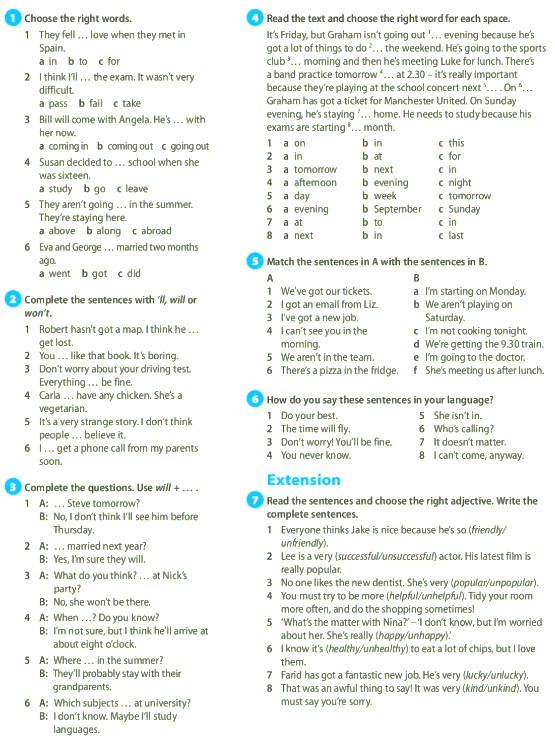 1 Choose the right words.
1 They fell … love when they met in
Spain.
a in b to c for
2 I think I'll … the exam. It wasn't very
difficult.
a pass b fail c take
3 Bill will come with Angela. He's … with
her now.
a coming in b coming out c going out
4 Susan decided to … school when she
was sixteen.
a study b go c leave
5 They aren't going … in the summer.
They're staying here.
a above b along c abroad
6 Eva and George … married two months
ago.
a went b got c did
2 Complete the sentences with 'll, will or
won't.
1 Robert hasn't got a map. I think he …
get lost.
2 You … like that book. It's boring.
3 Don't worry about your driving test.
Everything … be fine.
4 Carla … have any chicken. She's a
vegetarian.
5 It's a very strange story. I don't think
people … believe it.
6 I … get a phone call from my parents
soon.
3 Complete the questions. Use will + … .
1 A: … Steve tomorrow?
B: No, I don't think I'll see him before
Thursday.
2 A: … married next year?
B: Yes, I'm sure they will.
3 A: What do you think? … at Nick's
party?
B: No, she won't be there.
4 A: When …? Do you know?
B: I'm not sure, but I think he'll arrive at
about eight o'clock.
5 A: Where … in the summer?
B: They'll probably stay with their
grandparents.
6 A: Which subjects … at university?
B: I don't know. Maybe I'll study
languages.
4 Read the text and choose the right word for each space.
It's Friday, but Graham isn't going out 1… evening because he's
got a lot of things to do 2… the weekend. He's going to the sports
club 3… morning and then he's meeting Luke for lunch. There's
a band practice tomorrow 4… at 2.30 – it's really important
because they're playing at the school concert next 5… . On 6…
Graham has got a ticket for Manchester United. On Sunday
evening, he's staying 7… home. He needs to study because his
exams are starting 8… month.
1 a on b in c this
2 a in b at c for
3 a tomorrow b next c in
4 a afternoon b evening c night
5 a day b week c tomorrow
6 a evening b September c Sunday
7 a at b to c in
8 a next b in c last
5 Match the sentences in A with the sentences in B.
A B
1 We've got our tickets. a I'm starting on Monday.
2 I got an email from Liz. b We aren't playing on
3 I've got a new job. Saturday.
4 I can't see you in the c I'm not cooking tonight.
morning. d We're getting the 9.30 train.
5 We aren't in the team. e I'm going to the doctor.
6 There's a pizza in the fridge. f She's meeting us after lunch.
6 How do you say these sentences in your language?
1 Do your best. 5 She isn't in.
2 The time will fly. 6 Who's calling?
3 Don't worry! You'll be fine. 7 It doesn't matter.
4 You never know. 8 I can't come, anyway.
Extension
7 Read the sentences and choose the right adjective. Write the
complete sentences.
1 Everyone thinks Jake is nice because he's so (friendly/
unfriendly).
2 Lee is a very (successful/unsuccessful) actor. His latest film is
really popular.
3 No one likes the new dentist. She's very (popular/unpopular).
4 You must try to be more (helpful/unhelpful). Tidy your room
more often, and do the shopping sometimes!
5 'What's the matter with Nina?' – 'I don't know, but I'm worried
about her. She's really (happy/unhappy).'
6 I know it's (healthy/unhealthy) to eat a lot of chips, but I love
them.
7 Farid has got a fantastic new job. He's very (lucky/unlucky).
8 That was an awful thing to say! It was very (kind/unkind). You
must say you're sorry.